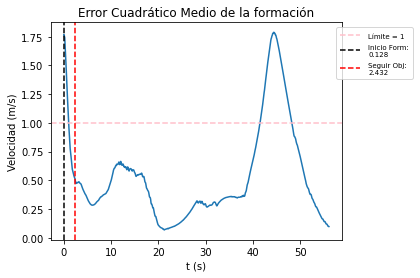 Error Cuadrático Medio de la formación
Límite = 1
Inicio Form:
0.128
Seguir Obj:
2.432
Velocidad (m/s)
1.75
1.50
1.25
1.00
0.75
0.50
0.25
0.00
0
10
20
30
40
50
t (s)